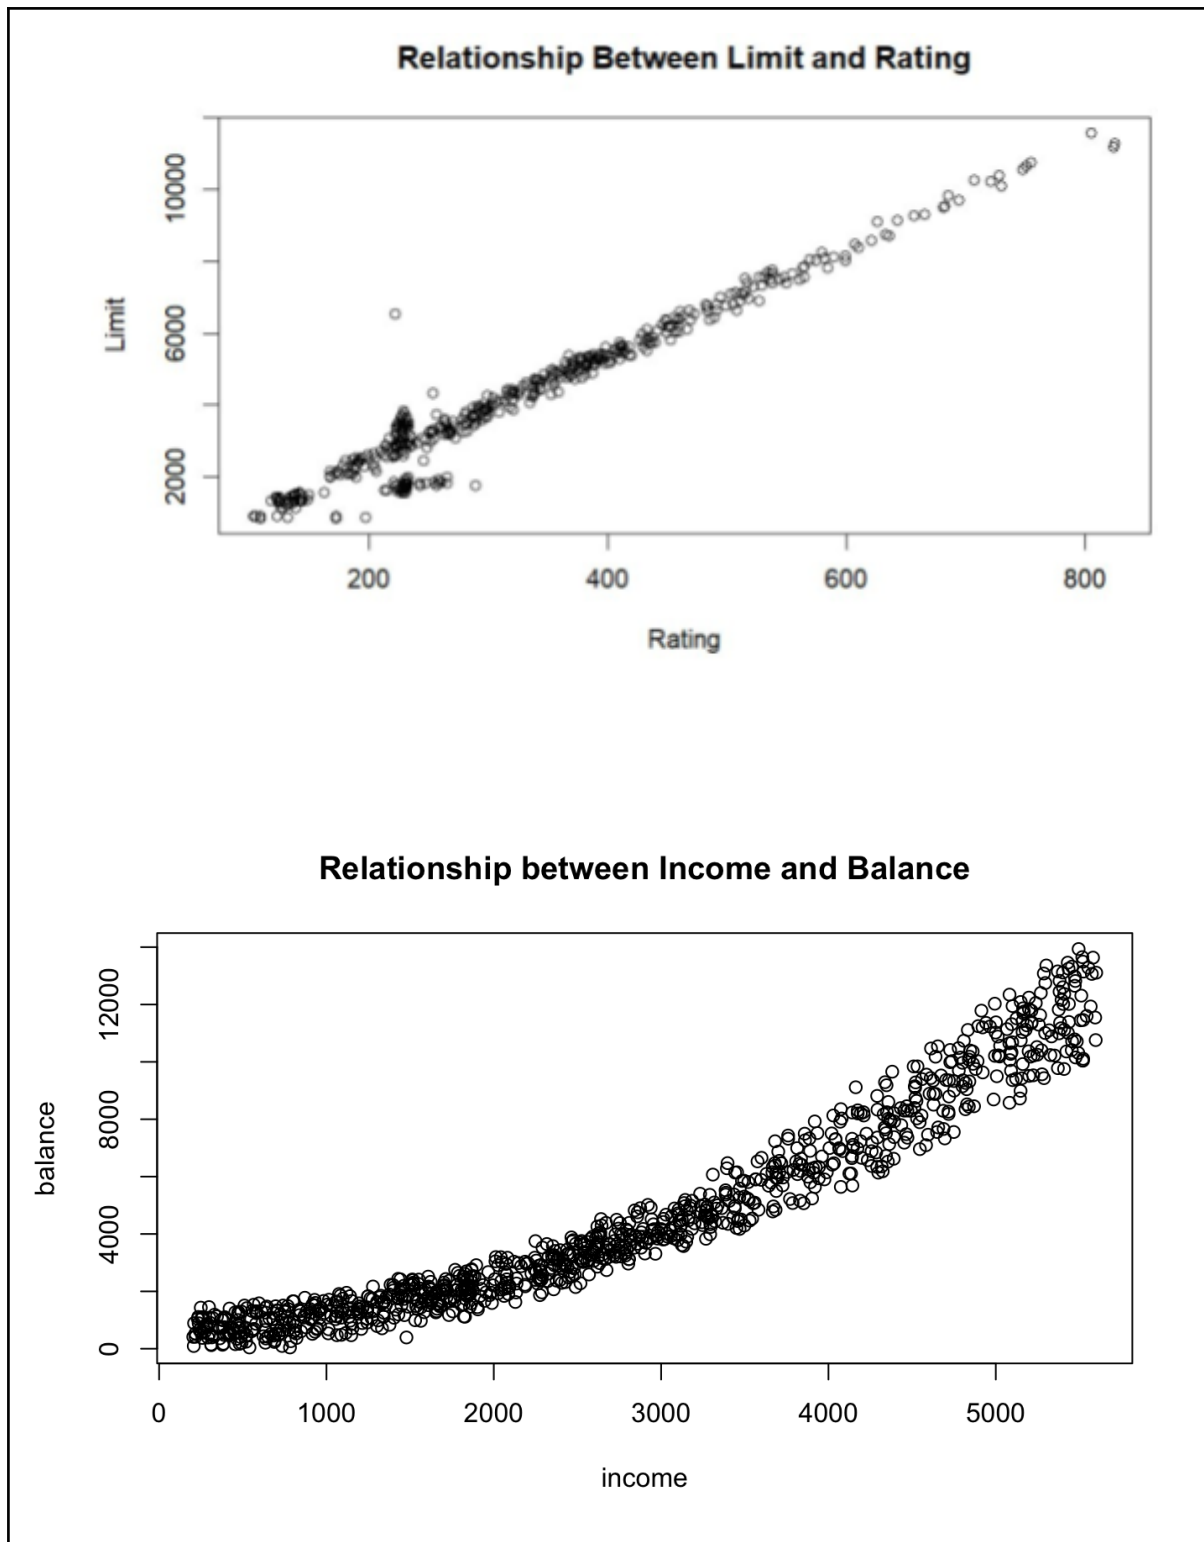 Relationship Between Limit and Rating
Limit
10000
6000
2000
200 400 600 800
Rating
Relationship between Income and Balance
balance
12000
8000
4000
0
0 1000 2000 3000 4000 5000
income